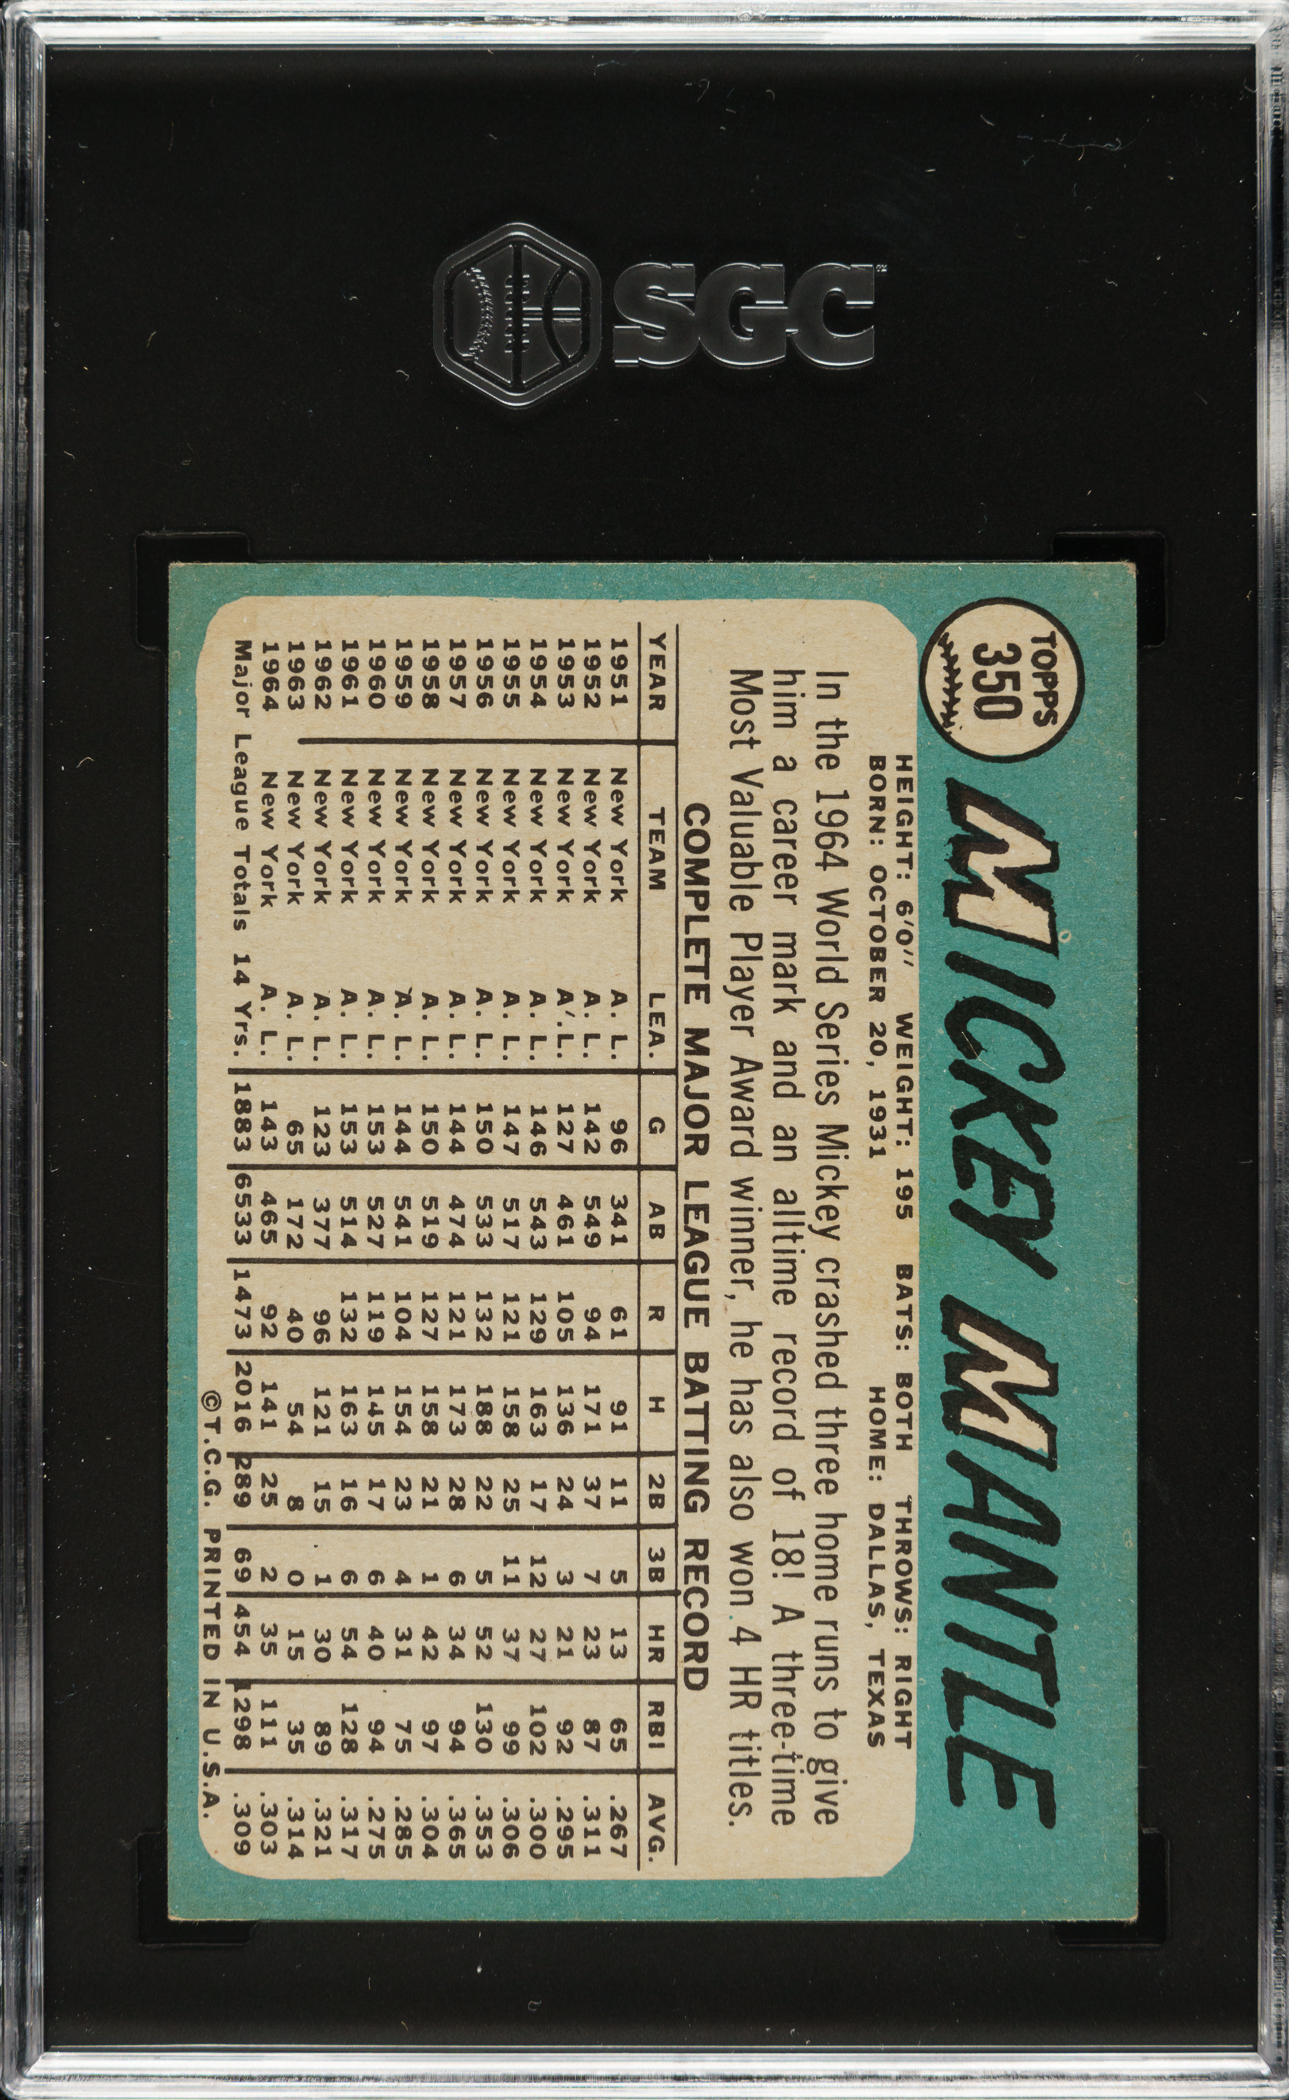 SGC
TOPPS
350
MICKEY MANTLE
HEIGHT: 6'0'' WEIGHT: 195 BATS: BOTH THROWS: RIGHT
BORN: OCTOBER 20, 1931 HOME: DALLAS, TEXAS
In the 1964 World Series Mickey crashed three home runs to give
him a career mark and an alltime record of 18! A three-time
Most Valuable Player Award winner, he has also won 4 HR titles.
COMPLETE MAJOR LEAGUE BATTING RECORD
YEAR TEAM LEA. G AB R H 2B 3B HR RBI AVG.
1951 New York A. L. 96 341 61 91 11 5 13 65 .267
1952 New York A. L. 142 549 94 171 37 7 23 87 .311
1953 New York A. L. 127 461 105 136 24 3 21 92 .295
1954 New York A. L. 146 543 129 163 17 12 27 102 .300
1955 New York A. L. 147 517 121 158 25 11 37 99 .306
1956 New York A. L. 150 533 132 188 22 5 52 130 .353
1957 New York A. L. 144 474 121 173 28 6 34 94 .365
1958 New York A. L. 150 519 127 158 21 1 42 97 .304
1959 New York A. L. 144 541 104 154 23 4 31 75 .285
1960 New York A. L. 153 527 119 145 17 6 40 94 .275
1961 New York A. L. 153 514 132 163 16 6 54 128 .317
1962 New York A. L. 123 377 96 121 15 1 30 89 .321
1963 New York A. L. 65 172 40 54 8 0 15 35 .314
1964 New York A. L. 143 465 92 141 25 2 35 111 .303
Major League Totals 14 Yrs. 1883 6533 1473 2016 289 69 454 1298 .309
©T.C.G. PRINTED IN U.S.A.